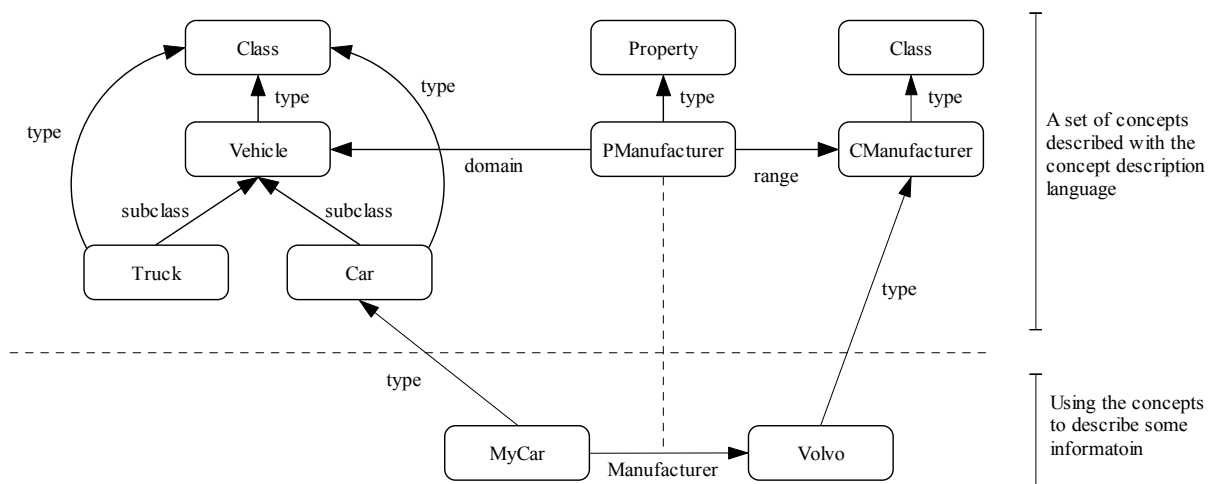 Class
Property
Class
type
type
type
type
type
Vehicle
PManufacturer
CManufacturer
domain
range
subclass
subclass
Truck
Car
type
A set of concepts
described with the
concept description
language
type
MyCar
Manufacturer
Volvo
Using the concepts
to describe some
informatoin